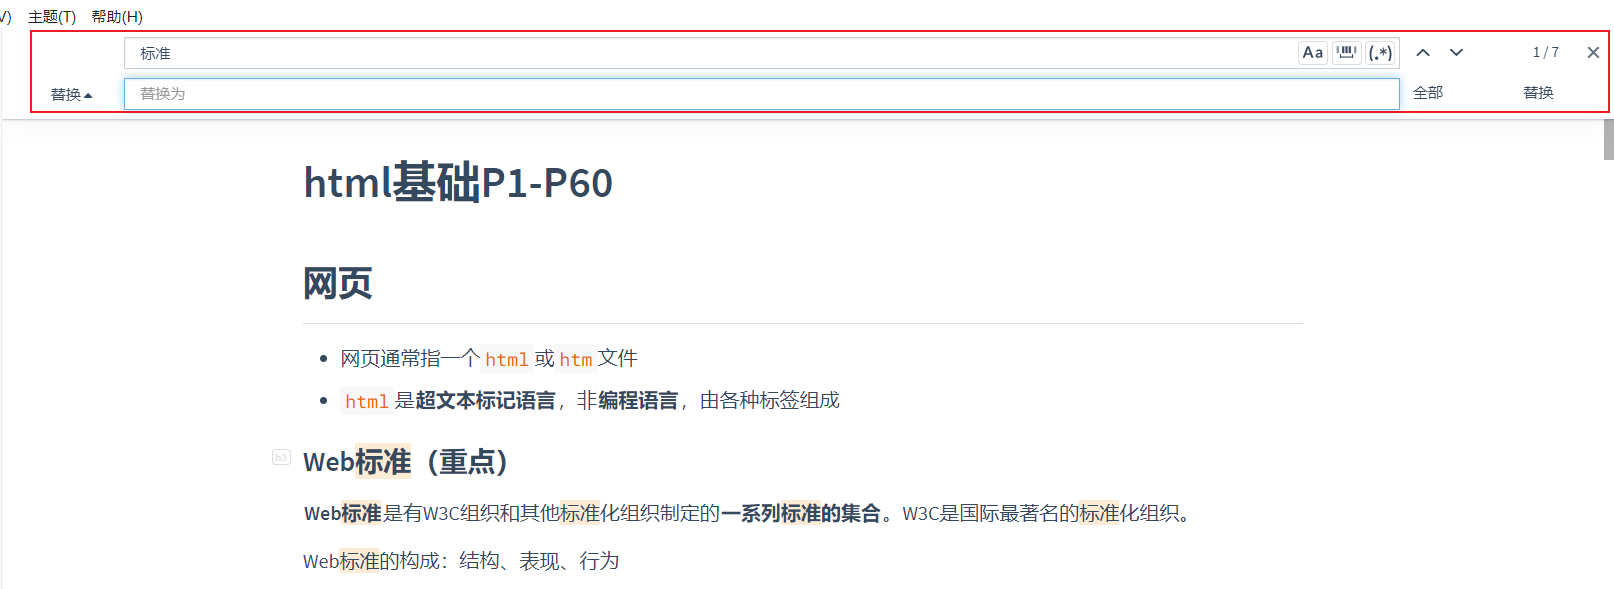 V) 主题(T) 帮助(H)
标准 Aa (.*) 1 / 7
替换 替换为 全部 替换
html基础P1-P60
网页
网页通常指一个 html 或 htm 文件
html 是超文本标记语言，非编程语言，由各种标签组成
h3 Web标准（重点）
Web标准是有W3C组织和其他标准化组织制定的一系列标准的集合。W3C是国际最著名的标准化组织。
Web标准的构成：结构、表现、行为